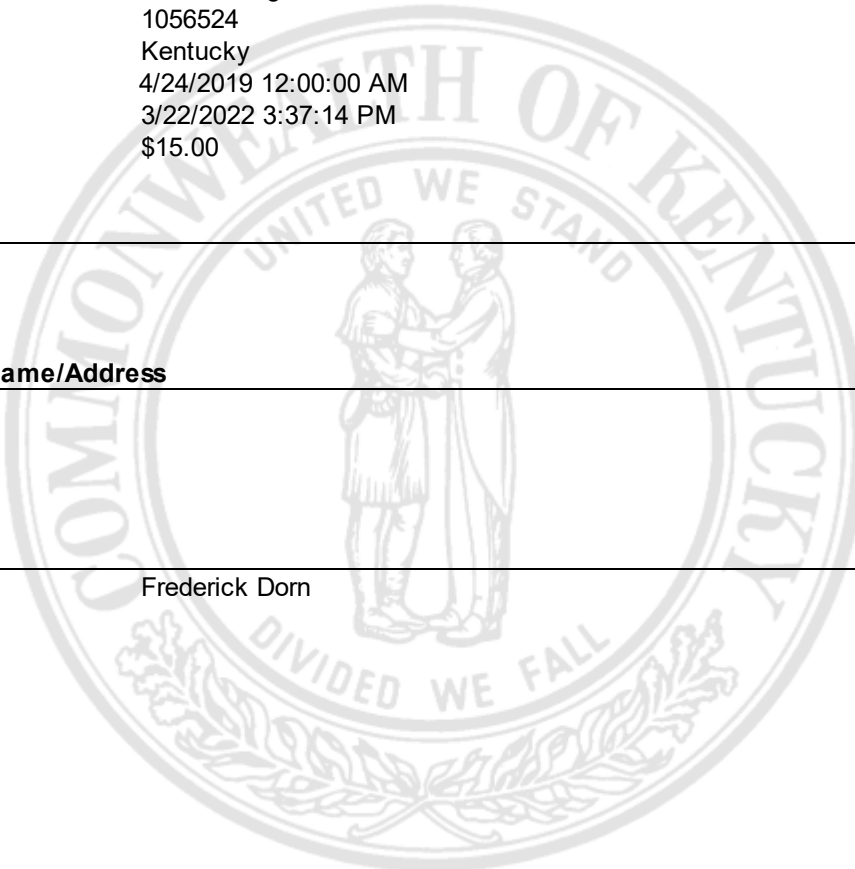 1056524
Kentucky
4/24/2019 12:00:00 AM
3/22/2022 3:37:14 PM
$15.00
COMMONWEALTH OF KENTUCKY
UNITED WE STAND
ame/Address
Frederick Dorn
DIVIDED WE FALL